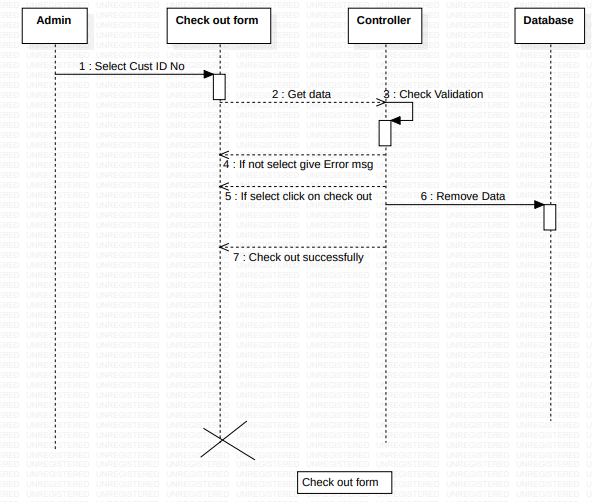 Admin
Check out form
Controller
Database
1 : Select Cust ID No
2 : Get data
3 : Check Validation
4 : If not select give Error msg
5 : If select click on check out
6 : Remove Data
7 : Check out successfully
Check out form
UNREGISTERED